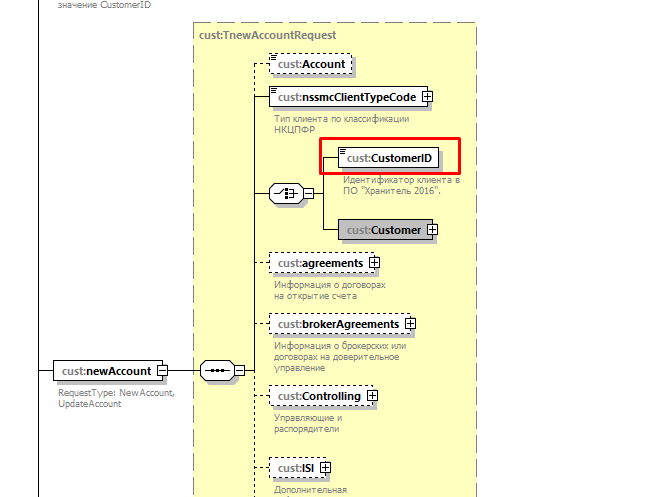 значение CustomerID
cust:TnewAccountRequest
cust:Account
cust:nssmcClientTypeCode
Тип клиента по классификации
НКЦПФР
cust:CustomerID
Идентификатор клиента в
ПО "Хранитель 2016".
cust:Customer
cust:agreements
Информация о договорах
на открытие счета
cust:brokerAgreements
Информация о брокерских или
договорах на доверительное
управление
cust:newAccount
RequestType: NewAccount,
UpdateAccount
cust:Controlling
Управляющие и
распорядители
cust:ISI
Дополнительная